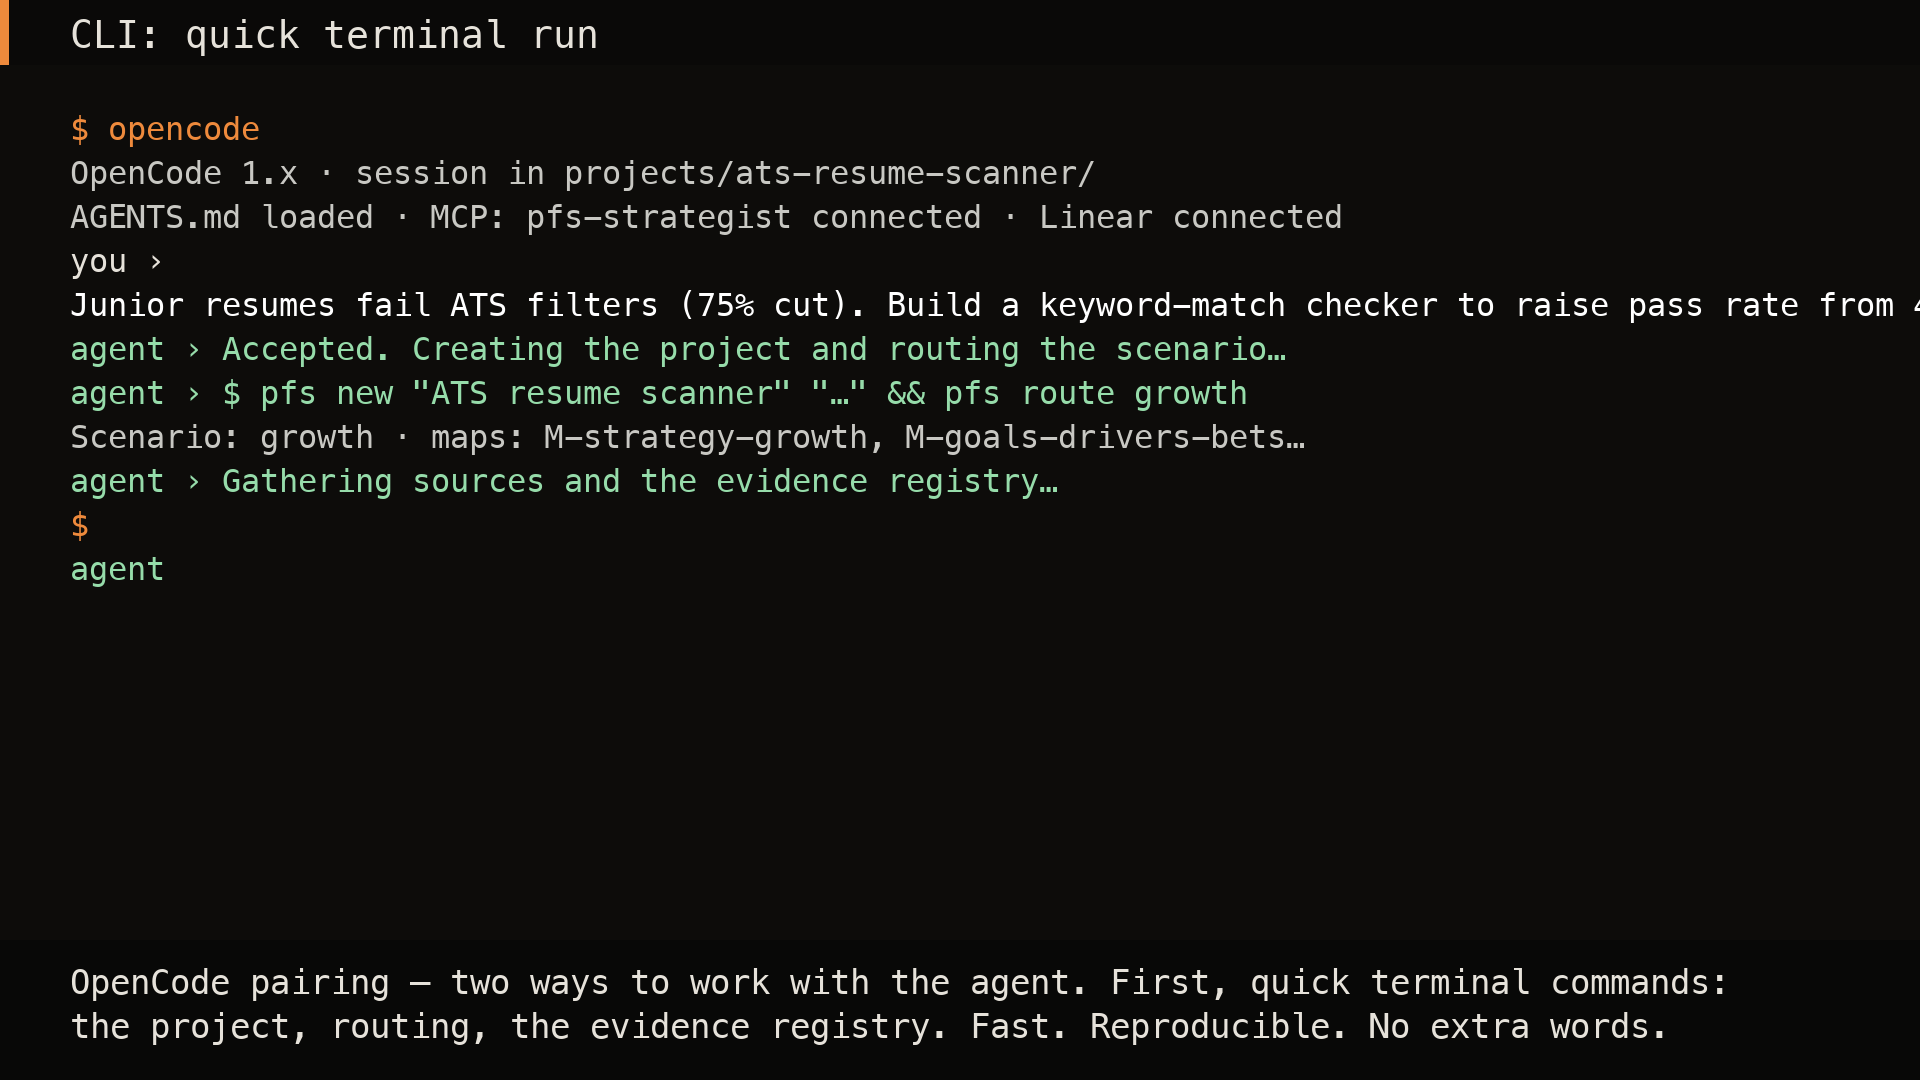 CLI: quick terminal run
$ opencode
OpenCode 1.x · session in projects/ats-resume-scanner/
AGENTS.md loaded · MCP: pfs-strategist connected · Linear connected
you ›
Junior resumes fail ATS filters (75% cut). Build a keyword-match checker to raise pass rate from
agent › Accepted. Creating the project and routing the scenario…
agent › $ pfs new "ATS resume scanner" "…" && pfs route growth
Scenario: growth · maps: M-strategy-growth, M-goals-drivers-bets…
agent › Gathering sources and the evidence registry…
$
agent
OpenCode pairing — two ways to work with the agent. First, quick terminal commands:
the project, routing, the evidence registry. Fast. Reproducible. No extra words.